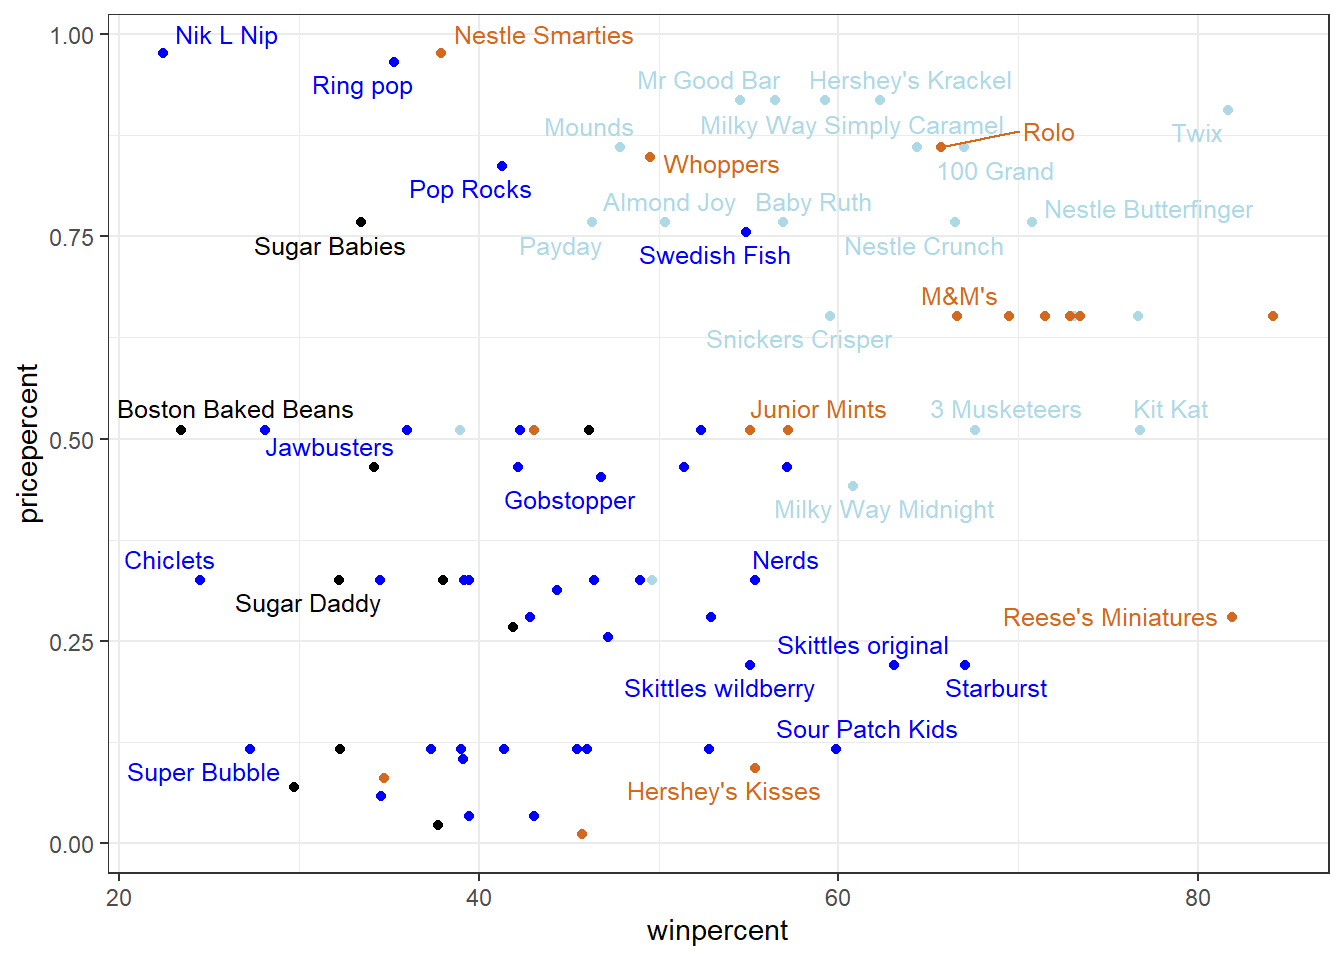 1.00
Nik L Nip
Nestle Smarties
Ring pop
Mr Good Bar
Hershey's Krackel
Mounds
Milky Way Simply Caramel
Rolo
Twix
Whoppers
100 Grand
Pop Rocks
Almond Joy
Baby Ruth
Nestle Butterfinger
0.75
Sugar Babies
Payday
Swedish Fish
Nestle Crunch
M&M's
Snickers Crisper
pricepercent
Boston Baked Beans
Junior Mints
3 Musketeers
Kit Kat
0.50
Jawbusters
Gobstopper
Milky Way Midnight
Chiclets
Nerds
Sugar Daddy
Reese's Miniatures
0.25
Skittles original
Skittles wildberry
Starburst
Sour Patch Kids
Super Bubble
Hershey's Kisses
0.00
20
40
60
80
winpercent